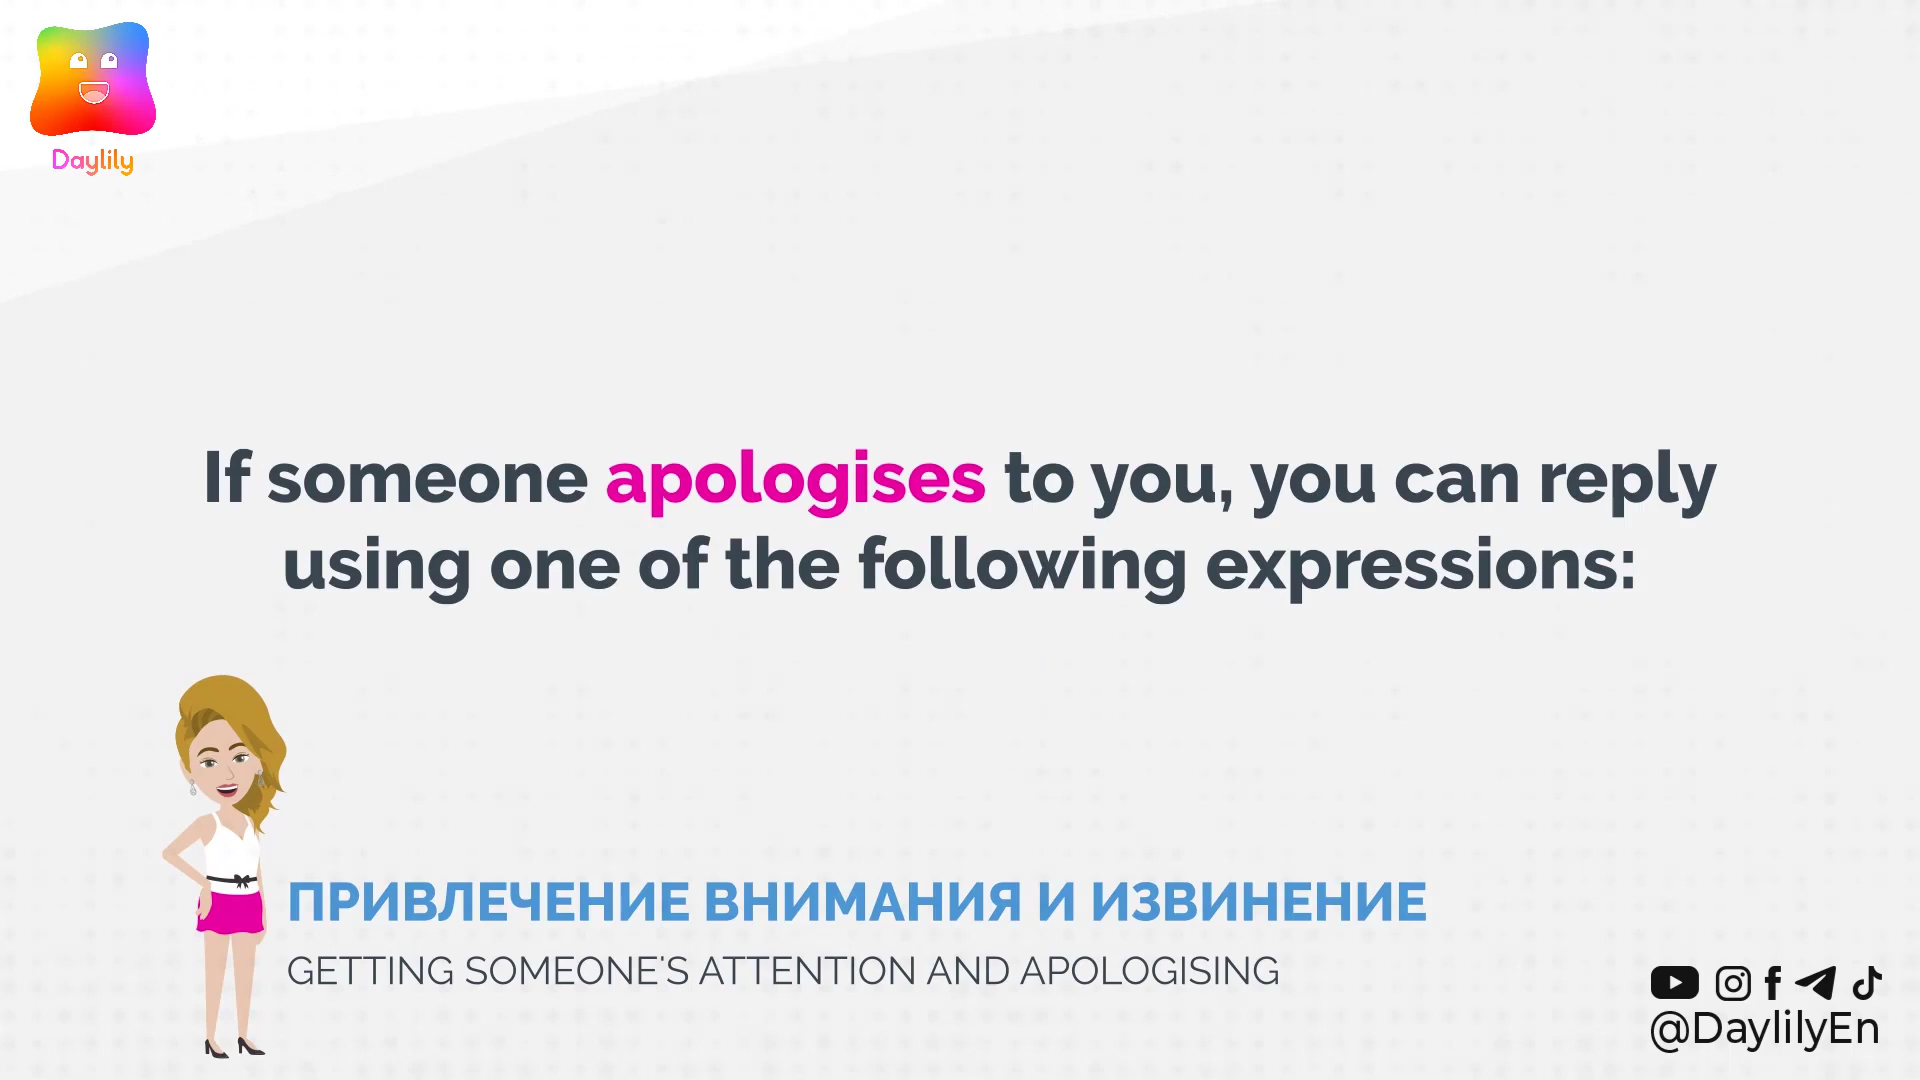 Daylily
If someone apologises to you, you can reply
using one of the following expressions:
ПРИВЛЕЧЕНИЕ ВНИМАНИЯ И ИЗВИНЕНИЕ
GETTING SOMEONE'S ATTENTION AND APOLOGISING
@DaylilyEn